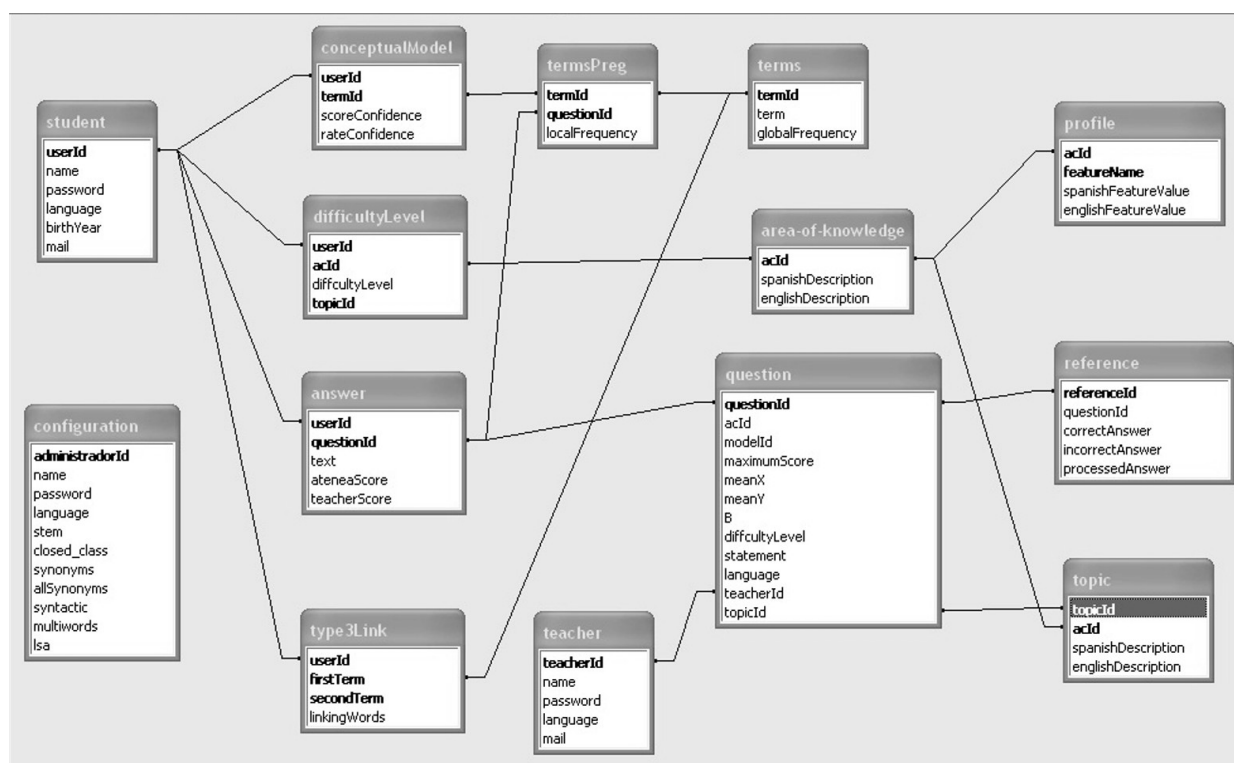 student
userId
name
password
language
birthYear
mail
conceptualModel
userId
termId
scoreConfidence
rateConfidence
termsPreg
termId
questionId
localFrequency
terms
termId
term
globalFrequency
profile
acId
featureName
spanishFeatureValue
englishFeatureValue
difficultyLevel
userId
acId
diffcultyLevel
topicId
area-of-knowledge
acId
spanishDescription
englishDescription
configuration
administradorId
name
password
language
stem
closed_class
synonyms
allSynonyms
syntactic
multiwords
lsa
answer
userId
questionId
text
ateneaScore
teacherScore
question
questionId
acId
modelId
maximumScore
meanX
meanY
B
diffcultyLevel
statement
language
teacherId
topicId
reference
referenceId
questionId
correctAnswer
incorrectAnswer
processedAnswer
type3Link
userId
firstTerm
secondTerm
linkingWords
teacher
teacherId
name
password
language
mail
topic
topicId
acId
spanishDescription
englishDescription